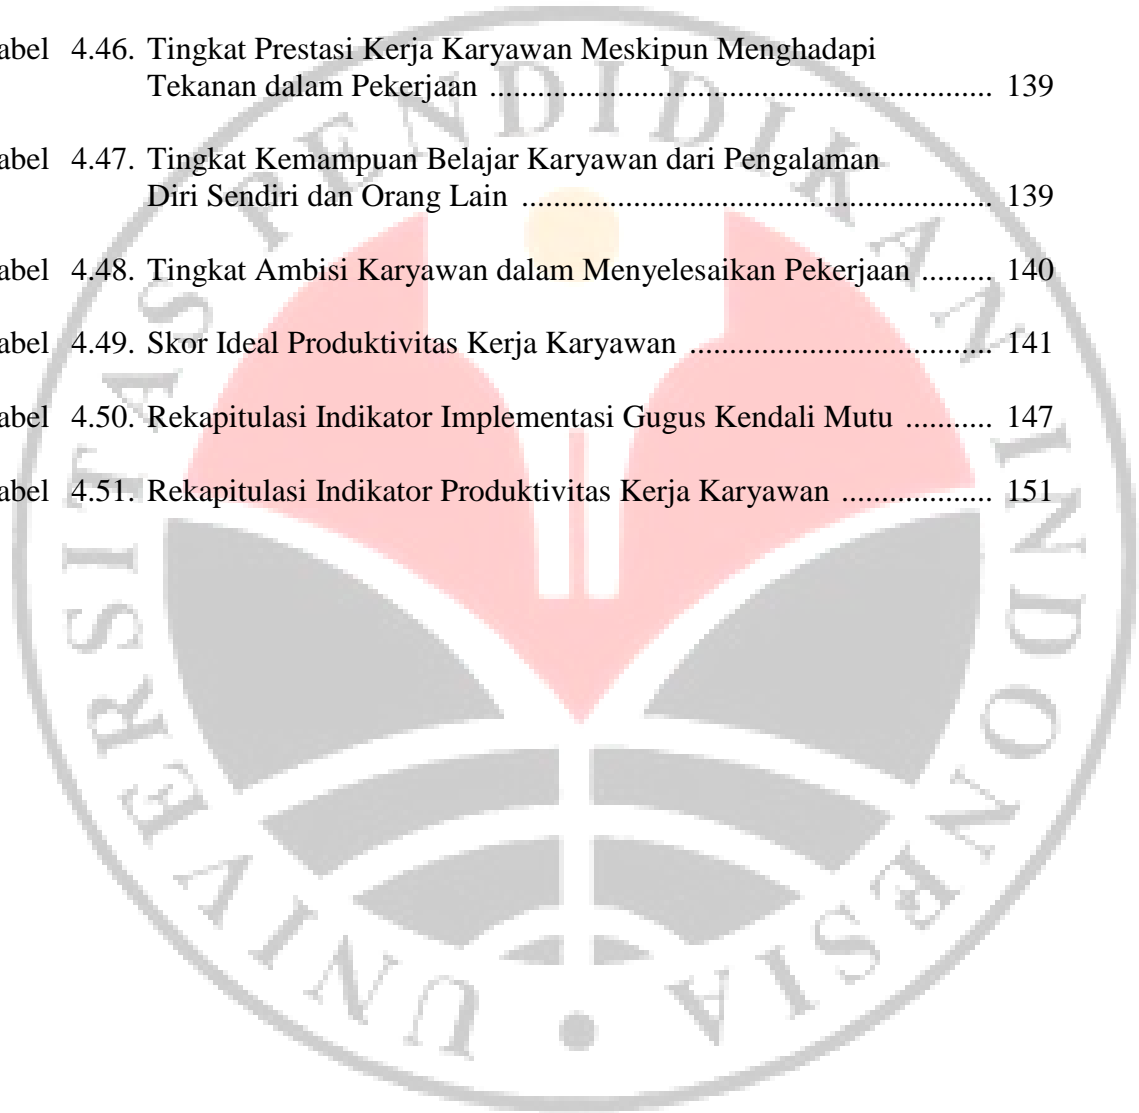 abel 4.46. Tingkat Prestasi Kerja Karyawan Meskipun Menghadapi
Tekanan dalam Pekerjaan ........................................................ 139
abel 4.47. Tingkat Kemampuan Belajar Karyawan dari Pengalaman
Diri Sendiri dan Orang Lain .................................................... 139
abel 4.48. Tingkat Ambisi Karyawan dalam Menyelesaikan Pekerjaan ......... 140
abel 4.49. Skor Ideal Produktivitas Kerja Karyawan .................................. 141
abel 4.50. Rekapitulasi Indikator Implementasi Gugus Kendali Mutu ........... 147
abel 4.51. Rekapitulasi Indikator Produktivitas Kerja Karyawan ................. 151
UNIVERSITAS PENDIDIKAN INDONESIA